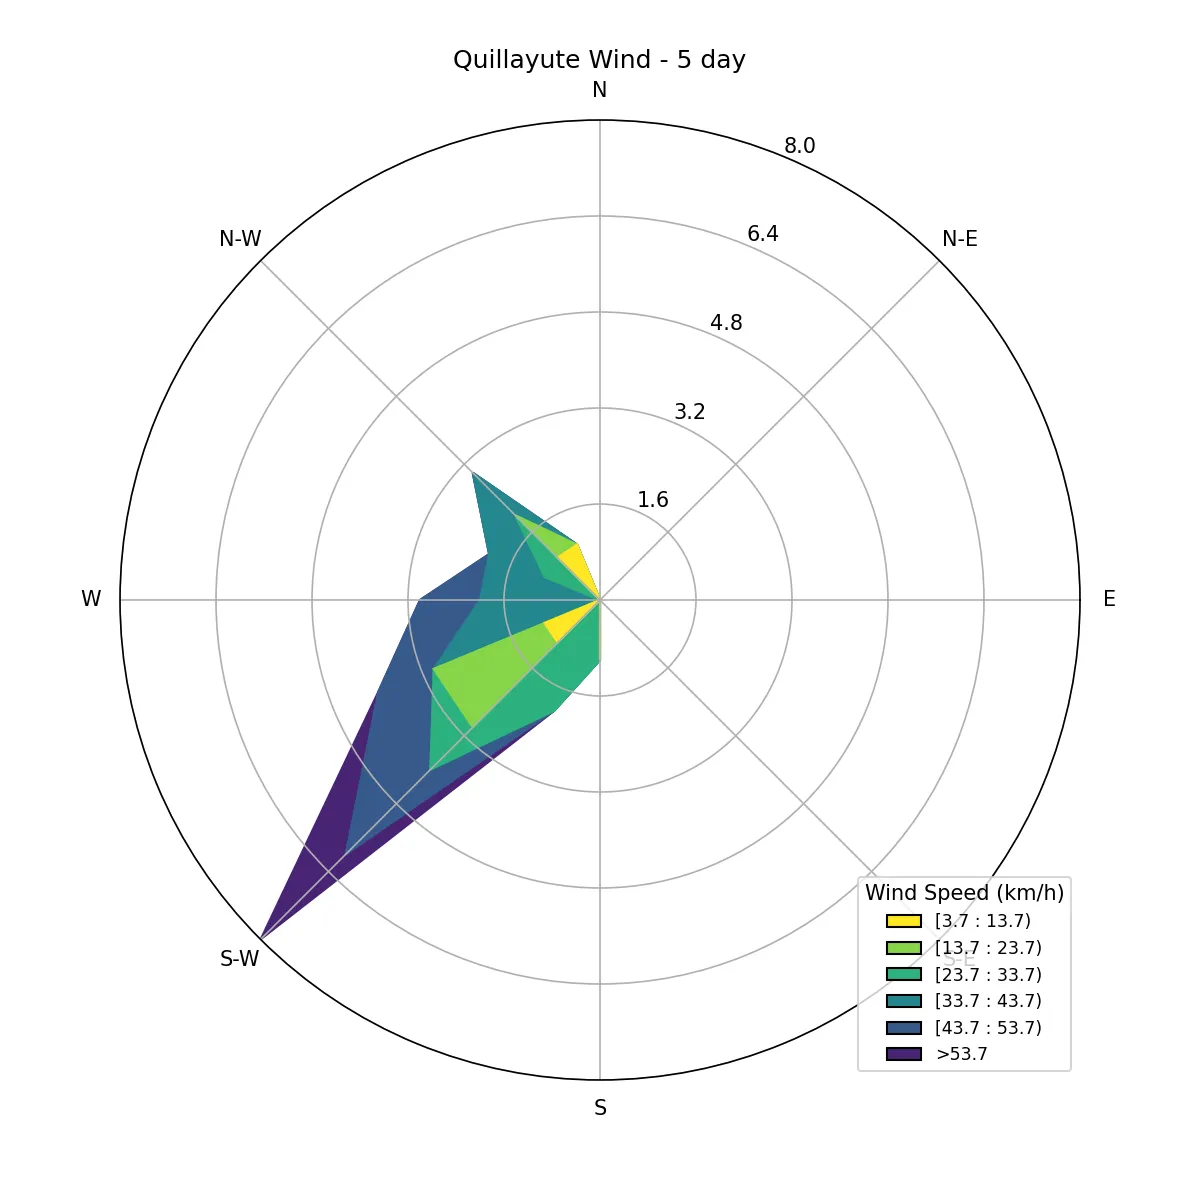 Quillayute Wind - 5 day
N
8.0
N-W
N-E
6.4
4.8
3.2
1.6
W
E
S-W
S-E
S
Wind Speed (km/h)
[3.7 : 13.7)
[13.7 : 23.7)
[23.7 : 33.7)
[33.7 : 43.7)
[43.7 : 53.7)
>53.7